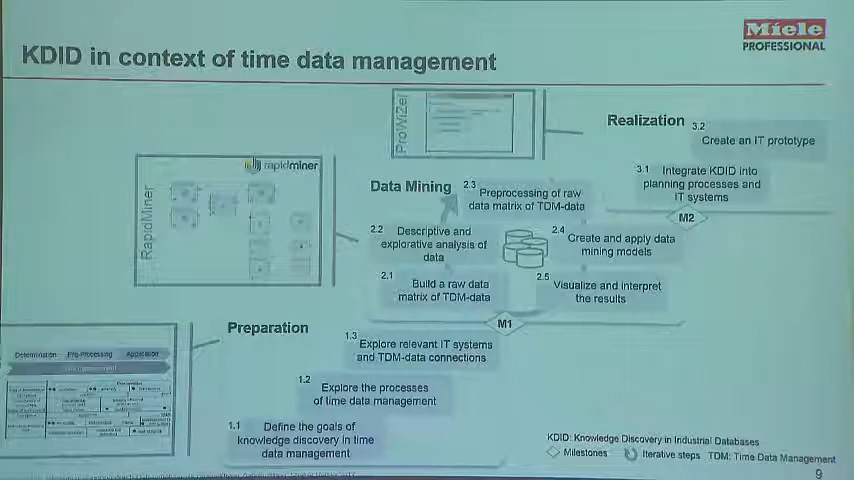 Miele
PROFESSIONAL
KDID in context of time data management
ProWiZer
Realization
3.2
Create an IT prototype
3.1
Integrate KDID into
planning processes and
IT systems
M2
rapidminer
RapidMiner
Data Mining
2.3
Preprocessing of raw
data matrix of TDM-data
2.2
Descriptive and
explorative analysis of
data
2.4
Create and apply data
mining models
2.1
Build a raw data
matrix of TDM-data
2.5
Visualize and interpret
the results
M1
Preparation
1.3
Explore relevant IT systems
and TDM-data connections
Determination Pre-Processing Application
1.2
Explore the processes
of time data management
1.1
Define the goals of
knowledge discovery in time
data management
KDID: Knowledge Discovery in Industrial Databases
Milestones Iterative steps TDM: Time Data Management
9